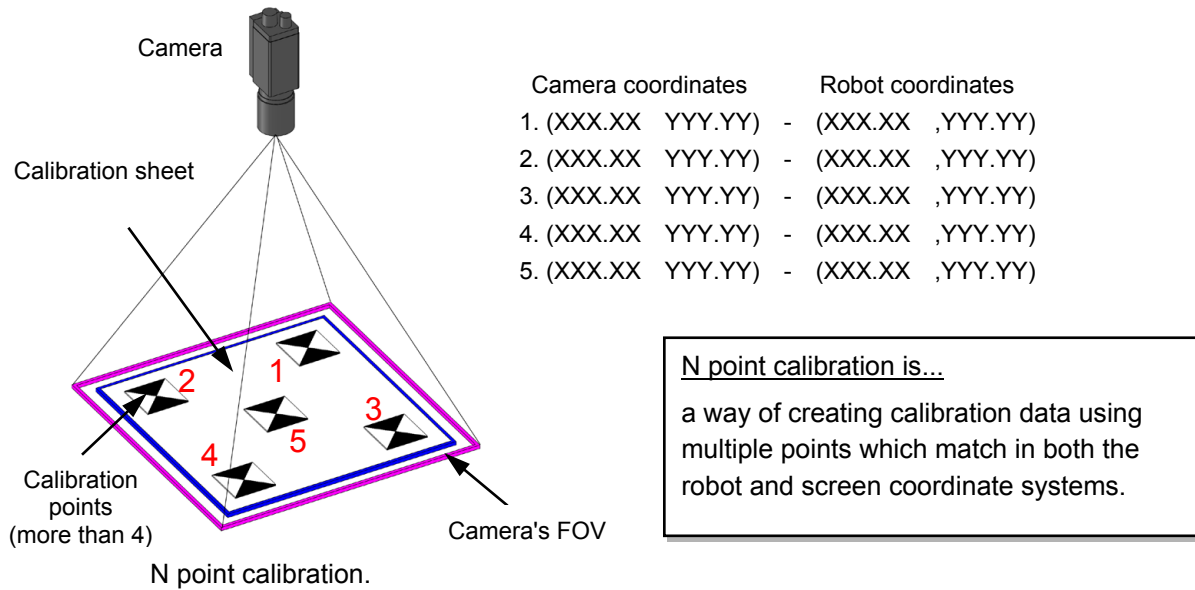 Camera
Camera coordinates Robot coordinates
1. (XXX.XX YYY.YY) - (XXX.XX ,YYY.YY)
2. (XXX.XX YYY.YY) - (XXX.XX ,YYY.YY)
3. (XXX.XX YYY.YY) - (XXX.XX ,YYY.YY)
4. (XXX.XX YYY.YY) - (XXX.XX ,YYY.YY)
5. (XXX.XX YYY.YY) - (XXX.XX ,YYY.YY)
Calibration sheet
1
2
3
5
4
Calibration
points
(more than 4)
Camera's FOV
N point calibration.
N point calibration is...
a way of creating calibration data using
multiple points which match in both the
robot and screen coordinate systems.